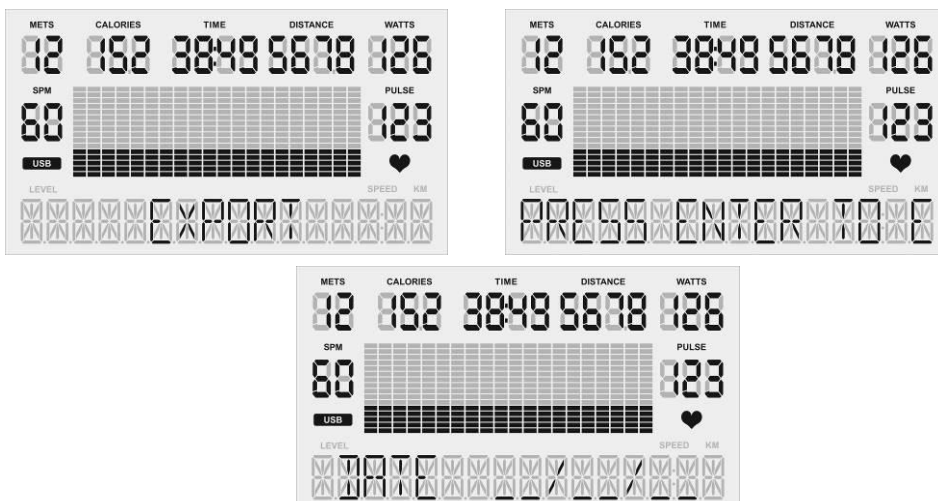 METS CALORIES TIME DISTANCE WATTS
12 152 38:49 5678 126
SPM PULSE
60 123
USB
LEVEL SPEED KM
EXPORT
METS CALORIES TIME DISTANCE WATTS
12 152 38:49 5678 126
SPM PULSE
60 123
USB
LEVEL SPEED KM
PRESS ENTER TO E
METS CALORIES TIME DISTANCE WATTS
12 152 38:49 5678 126
SPM PULSE
60 123
USB
LEVEL SPEED KM
DATE __/__/__